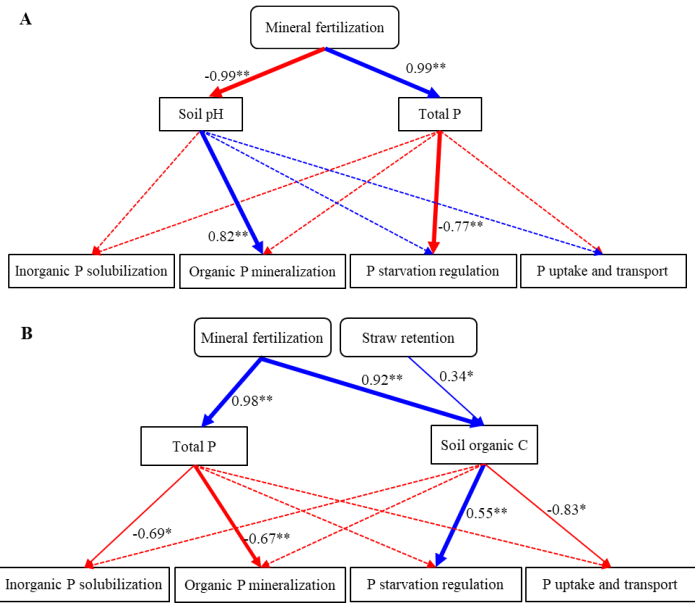 A
Mineral fertilization
-0.99**
0.99**
Soil pH
Total P
0.82**
-0.77**
Inorganic P solubilization
Organic P mineralization
P starvation regulation
P uptake and transport
B
Mineral fertilization
Straw retention
0.98**
0.92**
0.34*
Total P
Soil organic C
-0.69*
-0.67**
0.55**
-0.83*
Inorganic P solubilization
Organic P mineralization
P starvation regulation
P uptake and transport